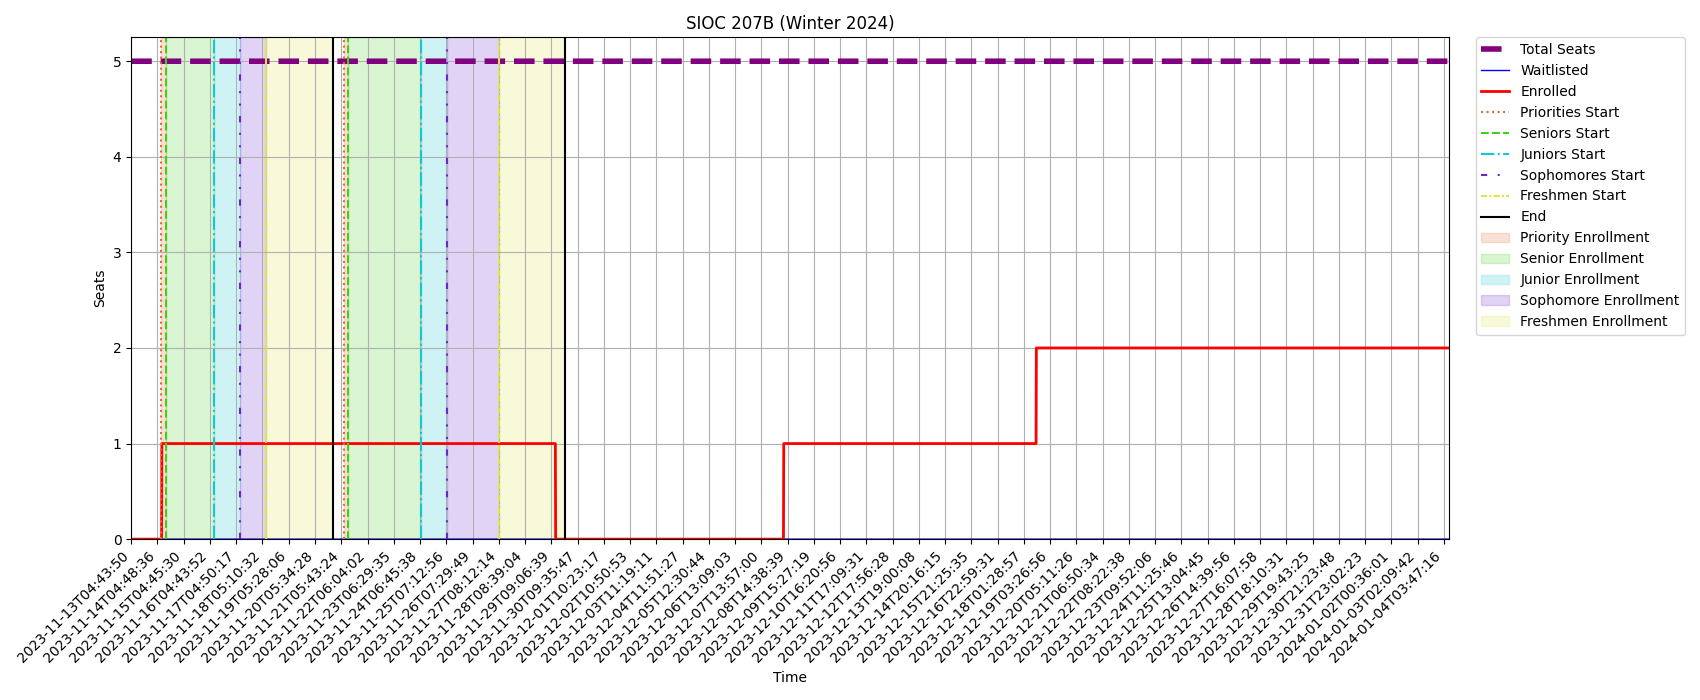 SIOC 207B (Winter 2024)
Seats
5
4
3
2
1
0
2023-11-13T04:43:50
2023-11-14T04:48:36
2023-11-15T04:45:30
2023-11-16T04:43:52
2023-11-17T04:50:17
2023-11-18T05:10:32
2023-11-19T05:28:06
2023-11-20T05:34:28
2023-11-21T05:43:24
2023-11-22T06:04:02
2023-11-23T06:29:35
2023-11-24T06:45:38
2023-11-25T07:12:56
2023-11-26T07:29:49
2023-11-27T08:12:14
2023-11-28T08:39:04
2023-11-29T09:06:39
2023-11-30T09:35:47
2023-12-01T10:23:17
2023-12-02T10:50:53
2023-12-03T11:19:11
2023-12-04T11:51:27
2023-12-05T12:30:44
2023-12-06T13:09:03
2023-12-07T13:57:00
2023-12-08T14:38:39
2023-12-09T15:27:19
2023-12-10T16:20:56
2023-12-11T17:09:31
2023-12-12T17:56:28
2023-12-13T19:00:08
2023-12-14T20:16:15
2023-12-15T21:25:35
2023-12-16T22:59:31
2023-12-18T01:28:57
2023-12-19T03:26:56
2023-12-20T05:11:26
2023-12-21T06:50:34
2023-12-22T08:22:38
2023-12-23T09:52:06
2023-12-24T11:25:46
2023-12-25T13:04:45
2023-12-26T14:39:56
2023-12-27T16:07:58
2023-12-28T18:10:31
2023-12-29T19:43:25
2023-12-30T21:23:48
2023-12-31T23:02:23
2024-01-02T00:36:01
2024-01-03T02:09:42
2024-01-04T03:47:16
Time
Total Seats
Waitlisted
Enrolled
Priorities Start
Seniors Start
Juniors Start
Sophomores Start
Freshmen Start
End
Priority Enrollment
Senior Enrollment
Junior Enrollment
Sophomore Enrollment
Freshmen Enrollment